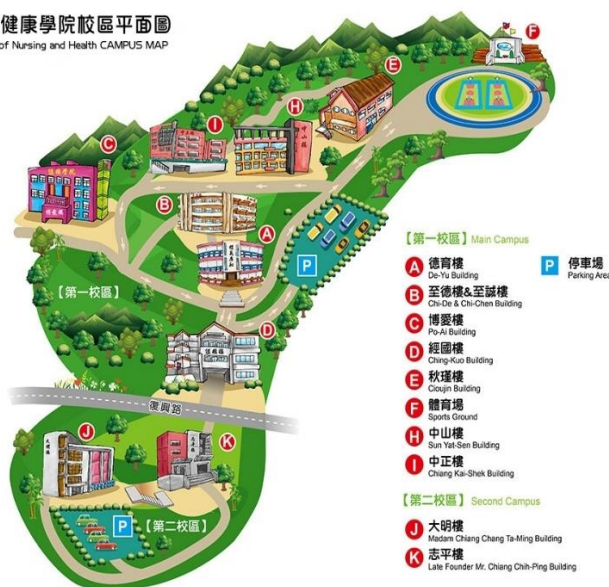 健康學院校區平面圖
of Nursing and Health CAMPUS MAP
F
E
H
I
C
中山樓
B
A
P
【第一校區】
D
復興路
J
K
P
【第二校區】
【第一校區】 Main Campus
A 德育樓
De-Yu Building
P 停車場
Parking Area
B 至德樓&至誠樓
Chi-De & Chi-Chen Building
C 博愛樓
Po-Ai Building
D 經國樓
Ching-Kuo Building
E 秋瑾樓
Cioujin Building
F 體育場
Sports Ground
H 中山樓
Sun Yat-Sen Building
I 中正樓
Chiang Kai-Shek Building
【第二校區】 Second Campus
J 大明樓
Madam Chiang Chang Ta-Ming Building
K 志平樓
Late Founder Mr. Chiang Chih-Ping Building